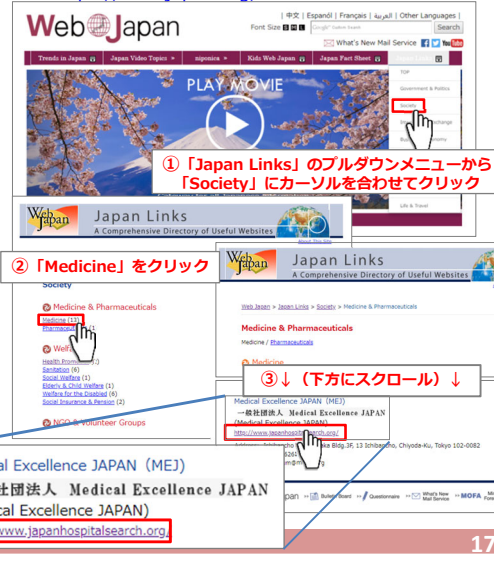 Web Japan
| 中文 | Español | Français | العربية | Other Languages |
Font Size
Search
What's New Mail Service
Trends in Japan
Japan Video Topics
niponica
Kids Web Japan
Japan Fact Sheet
TOP
Government & Politics
Society
PLAY MOVIE
①「Japan Links」のプルダウンメニューから
「Society」にカーソルを合わせてクリック
Life & Travel
Web Japan
Japan Links
A Comprehensive Directory of Useful Websites
About This Site
②「Medicine」をクリック
Society
Medicine & Pharmaceuticals
Medicine (13)
Health Promotion
Sanitation (6)
Social Welfare (1)
Elderly & Child Welfare (1)
Welfare for the Disabled (6)
Social Insurance & Pension (2)
NGO & Volunteer Groups
Web Japan
Japan Links
A Comprehensive Directory of Useful Websites
Web Japan > Japan Links > Society > Medicine & Pharmaceuticals
Medicine & Pharmaceuticals
Medicine / Pharmaceuticals
Medicine
③↓（下方にスクロール）↓
Medical Excellence JAPAN (MEJ)
一般社団法人 Medical Excellence JAPAN
(Medical Excellence JAPAN)
http://www.japanhospitalsearch.org/
Bldg.3F, 13 Ichibancho, Chiyoda-Ku, Tokyo 102-0082
Bulletin Board
Questionnaire
What's New Mail Service
MOFA
al Excellence JAPAN (MEJ)
社団法人 Medical Excellence JAPAN
cal Excellence JAPAN)
www.japanhospitalsearch.org/
17